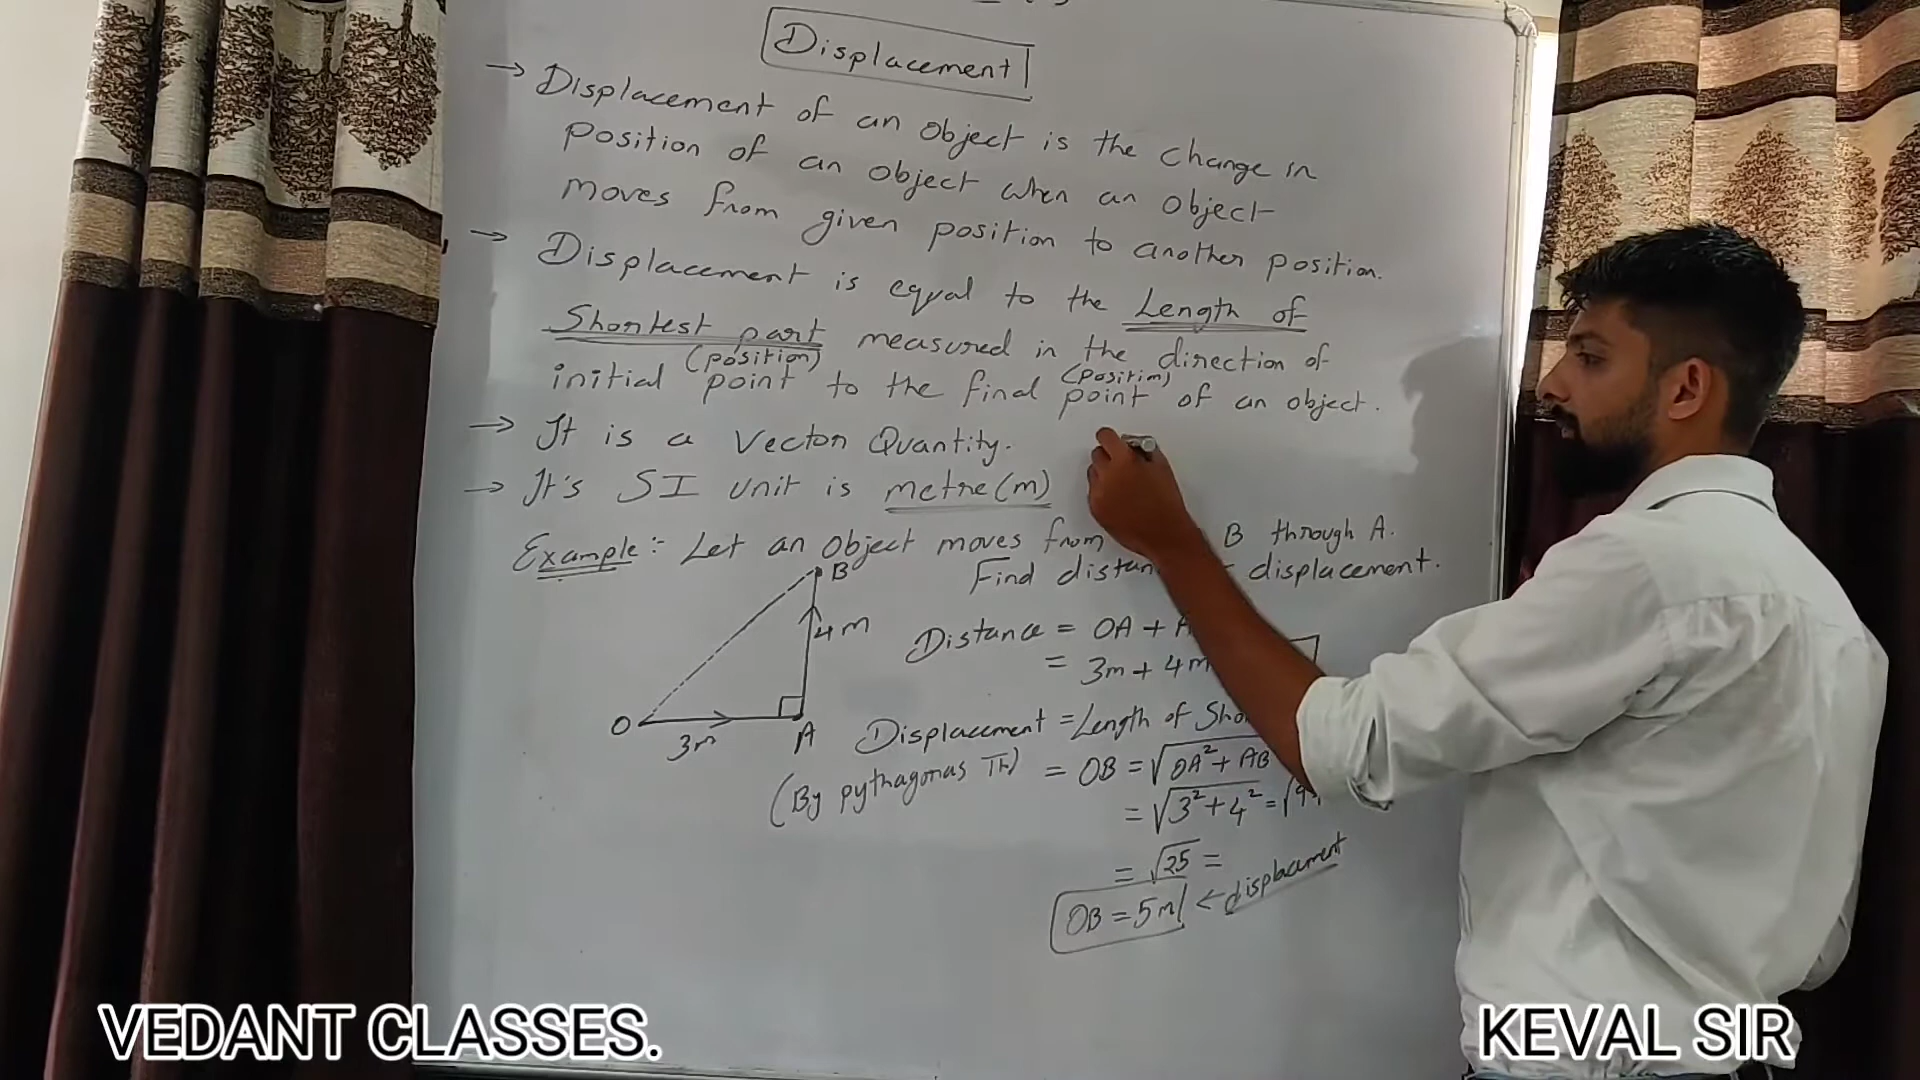 Displacement
→ Displacement of an object is the change in
position of an object when an object
moves from given position to another position.
→ Displacement is equal to the Length of
Shortest part measured in the direction of
(position) (position)
initial point to the final point of an object.
→ It is a Vector Quantity.
→ It's SI unit is metre(m)
Example:- Let an object moves from B through A.
Find displacement.
B
4m
O
3m
A
Distance = OA +
= 3m + 4m
Displacement = Length of
(By pythagoras Th) = OB = √OA² + AB
= √3² + 4² =
= √25 =
OB = 5m ← displacement
VEDANT CLASSES.
KEVAL SIR